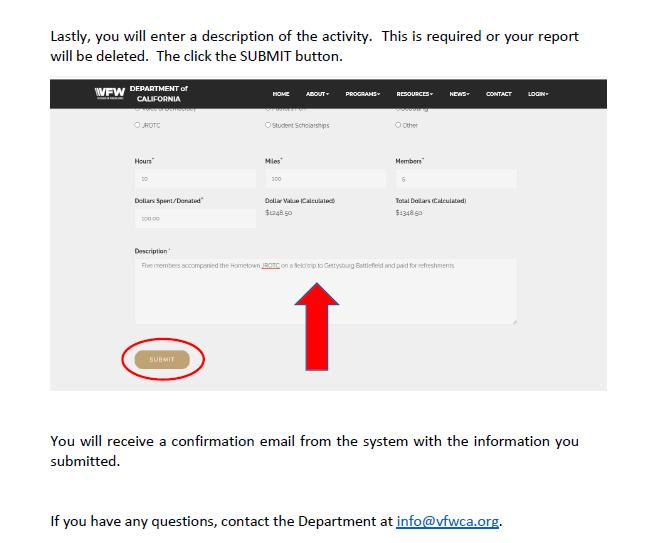 Lastly, you will enter a description of the activity.  This is required or your report
will be deleted.  The click the SUBMIT button.
VFW DEPARTMENT of
CALIFORNIA
HOME ABOUT PROGRAMS RESOURCES NEWS CONTACT LOGIN
JROTC Student Scholarships Other
Hours* Miles* Members*
10 100 5
Dollars Spent/Donated* Dollar Value (Calculated) Total Dollars (Calculated)
100.00 $1248.50 $1348.50
Description *
Five members accompanied the Hometown JROTC on a field trip to Gettysburg Battlefield and paid for refreshments.
SUBMIT
You will receive a confirmation email from the system with the information you
submitted.
If you have any questions, contact the Department at info@vfwca.org.